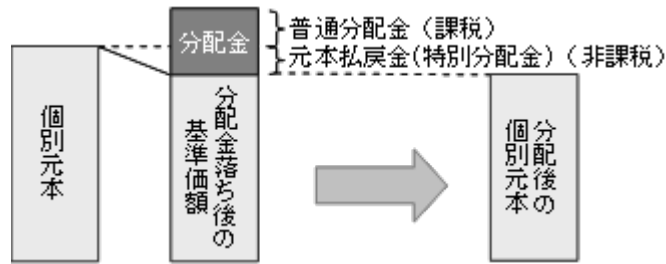 分配金
普通分配金（課税）
元本払戻金(特別分配金)（非課税）
個別元本
分配金落ち後の
基準価額
分配後の
個別元本